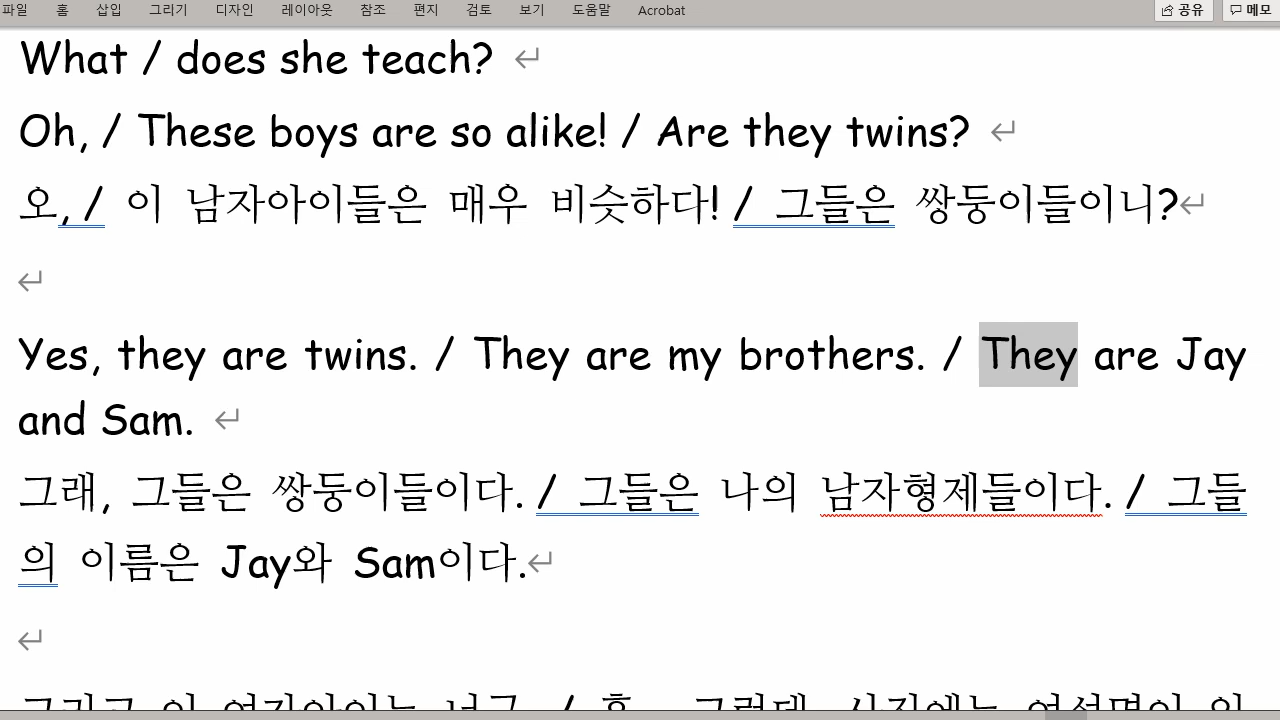 파일 홈 삽입 그리기 디자인 레이아웃 참조 편지 검토 보기 도움말 Acrobat 공유 메모
What / does she teach?
Oh, / These boys are so alike! / Are they twins?
오, / 이 남자아이들은 매우 비슷하다! / 그들은 쌍둥이들이니?
Yes, they are twins. / They are my brothers. / They are Jay
and Sam.
그래, 그들은 쌍둥이들이다. / 그들은 나의 남자형제들이다. / 그들
의 이름은 Jay와 Sam이다.